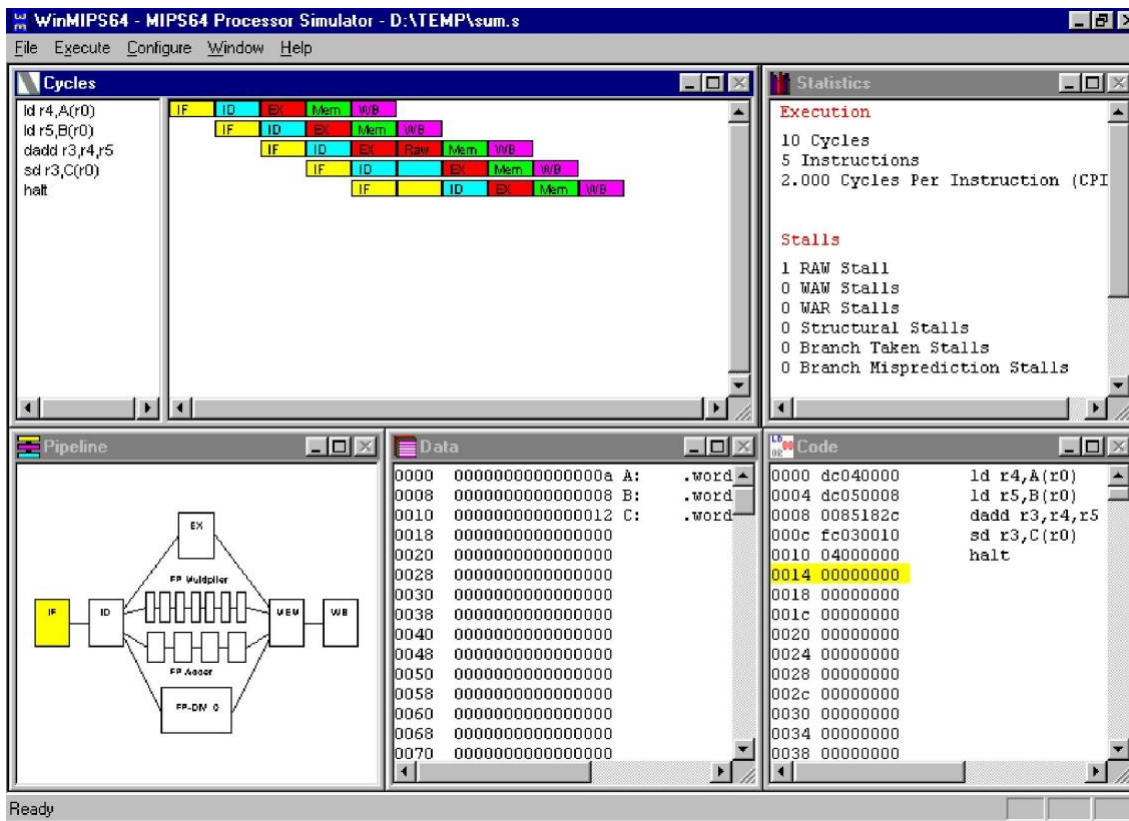 WinMIPS64 - MIPS64 Processor Simulator - D:\TEMP\sum.s
File Execute Configure Window Help
Cycles
ld r4,A(r0) IF ID EX Mem WB
ld r5,B(r0) IF ID EX Mem WB
dadd r3,r4,r5 IF ID EX Raw Mem WB
sd r3,C(r0) IF ID EX Mem WB
halt IF ID EX Mem WB
Statistics
Execution
10 Cycles
5 Instructions
2.000 Cycles Per Instruction (CPI
Stalls
1 RAW Stall
0 WAW Stalls
0 WAR Stalls
0 Structural Stalls
0 Branch Taken Stalls
0 Branch Misprediction Stalls
Pipeline
EX
FP Multiplier
IF ID MEM WB
FP Adder
FP-DIV 0
Data
0000 000000000000000a A: .word
0008 0000000000000008 B: .word
0010 0000000000000012 C: .word
0018 0000000000000000
0020 0000000000000000
0028 0000000000000000
0030 0000000000000000
0038 0000000000000000
0040 0000000000000000
0048 0000000000000000
0050 0000000000000000
0058 0000000000000000
0060 0000000000000000
0068 0000000000000000
0070 0000000000000000
Code
0000 dc040000 ld r4,A(r0)
0004 dc050008 ld r5,B(r0)
0008 0085182c dadd r3,r4,r5
000c fc030010 sd r3,C(r0)
0010 04000000 halt
0014 00000000
0018 00000000
001c 00000000
0020 00000000
0024 00000000
0028 00000000
002c 00000000
0030 00000000
0034 00000000
0038 00000000
Ready